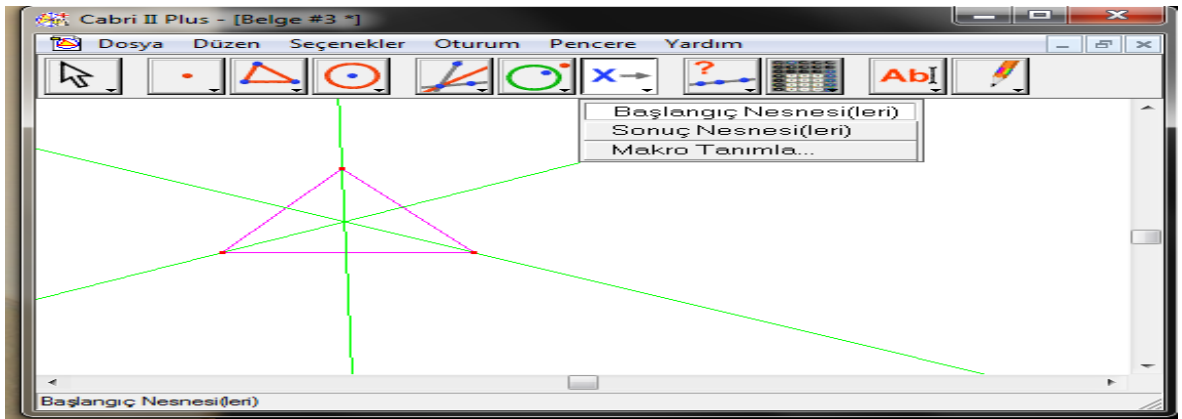 Cabri II Plus - [Belge #3 *]
Dosya Düzen Seçenekler Oturum Pencere Yardım
X ? Ab
Başlangıç Nesnesi(leri)
Sonuç Nesnesi(leri)
Makro Tanımla...
Başlangıç Nesnesi(leri)